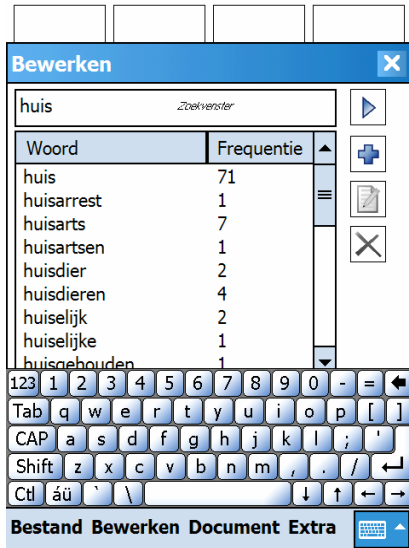 Bewerken
huis Zoekvenster
Woord Frequentie
huis 71
huisarrest 1
huisarts 7
huisartsen 1
huisdier 2
huisdieren 4
huiselijk 2
huiselijke 1
huisgehouden 1
123 1 2 3 4 5 6 7 8 9 0 - =
Tab q w e r t y u i o p [ ]
CAP a s d f g h j k l ; '
Shift z x c v b n m , . /
Ctl áü ` \
Bestand Bewerken Document Extra